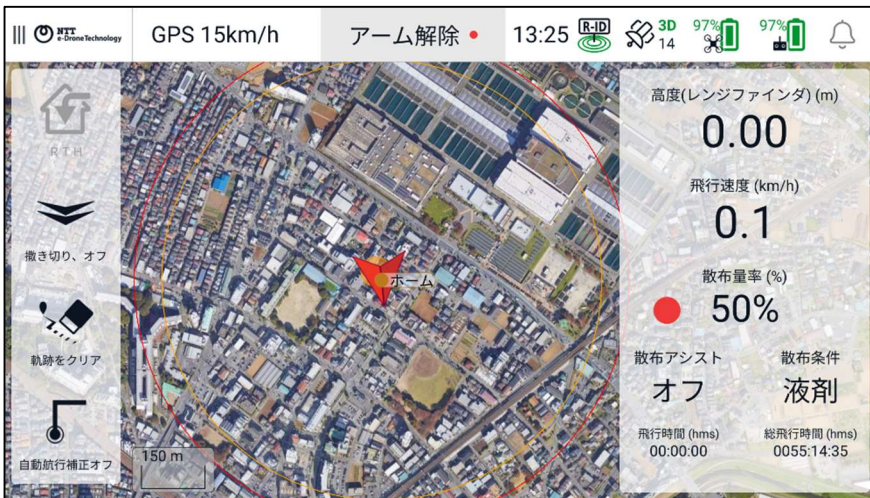 NTT
e-Drone Technology
GPS 15km/h
アーム解除
13:25
R-ID
3D
14
97%
97%
RTH
撒き切り、オフ
軌跡をクリア
自動航行補正オフ
150 m
ホーム
高度(レンジファインダ) (m)
0.00
飛行速度 (km/h)
0.1
散布量率 (%)
50%
散布アシスト
オフ
散布条件
液剤
飛行時間 (hms)
00:00:00
総飛行時間 (hms)
0055:14:35